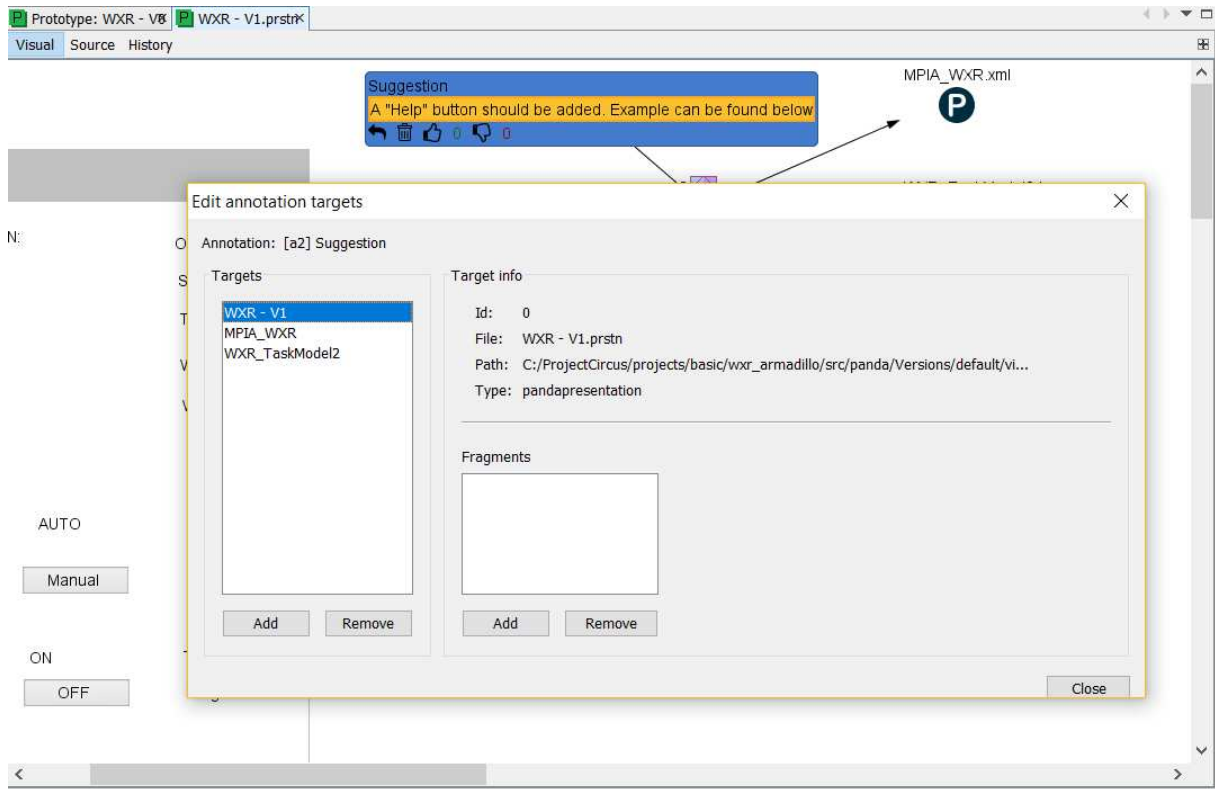 Prototype: WXR - V
WXR - V1.prstn
Visual Source History
Suggestion
A "Help" button should be added. Example can be found below
0 0
MPIA_WXR.xml
P
Edit annotation targets
N:
O
Annotation: [a2] Suggestion
Targets
Target info
S
WXR - V1
MPIA_WXR
WXR_TaskModel2
T
Id: 0
File: WXR - V1.prstn
Path: C:/ProjectCircus/projects/basic/wxr_armadillo/src/panda/Versions/default/vi...
Type: pandapresentation
Fragments
AUTO
Manual
Add Remove
Add Remove
ON
OFF
Close